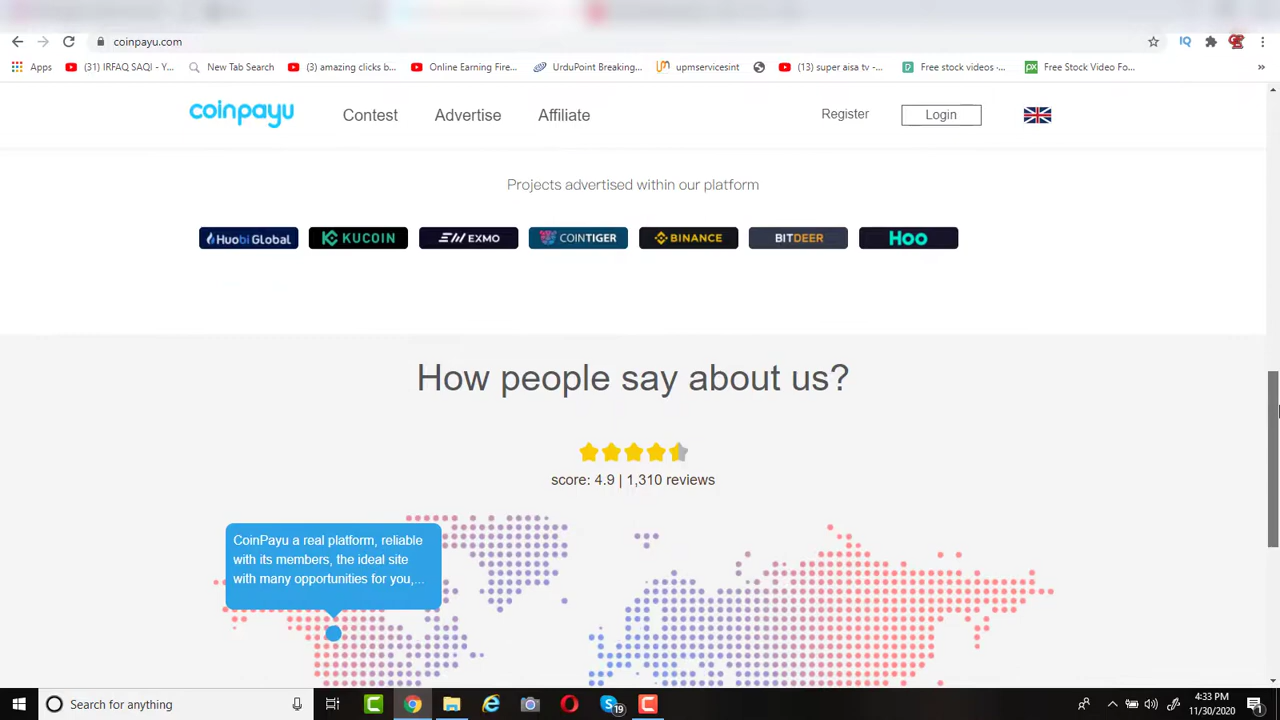 coinpayu.com
Apps
(31) IRFAQ SAQI - Y...
New Tab Search
(3) amazing clicks b...
Online Earning Fire...
UrduPoint Breaking...
upmservicesint
(13) super aisa tv -...
Free stock videos -...
Free Stock Video Fo...
»
coinpayu
Contest
Advertise
Affiliate
Register
Login
Projects advertised within our platform
Huobi Global
KUCOIN
EXMO
COINTIGER
BINANCE
BITDEER
Hoo
How people say about us?
score: 4.9 | 1,310 reviews
CoinPayu a real platform, reliable
with its members, the ideal site
with many opportunities for you,...
Search for anything
19
4:33 PM
11/30/2020